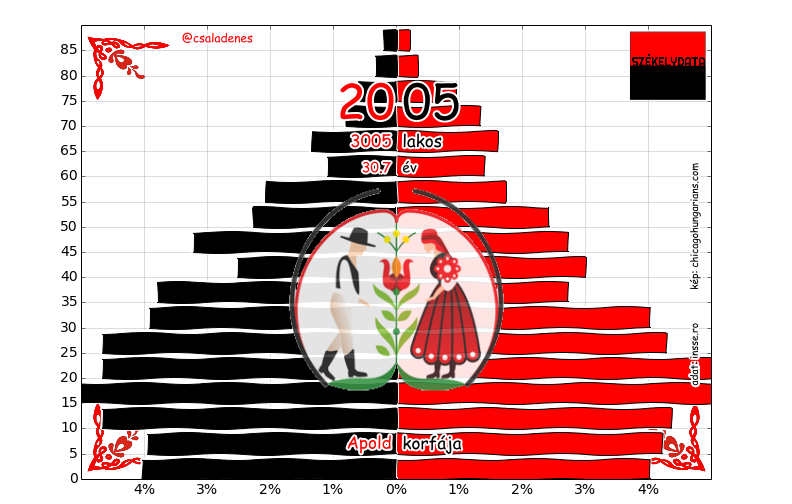 @csaladenes
SZÉKELYDATA
2005
3005 lakos
30.7 év
kép: chicagohungarians.com
adat: insse.ro
Apold korfája
85
80
75
70
65
60
55
50
45
40
35
30
25
20
15
10
5
0
4% 3% 2% 1% 0% 1% 2% 3% 4%